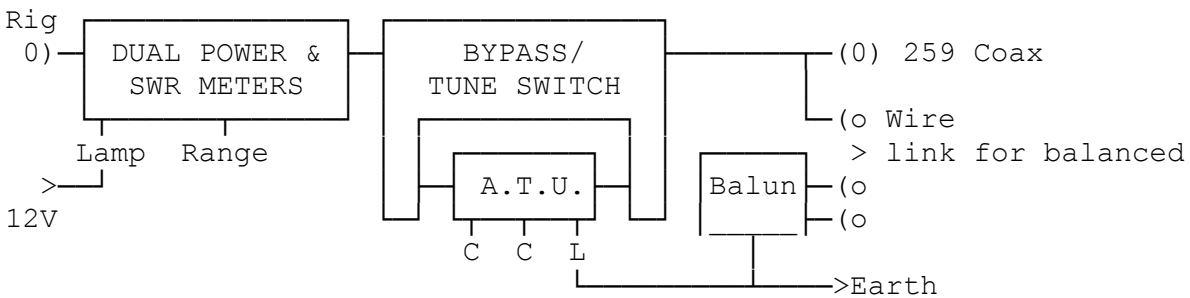 Rig
0) DUAL POWER & BYPASS/ (0) 259 Coax
SWR METERS TUNE SWITCH
(o Wire
Lamp Range > link for balanced
> A.T.U. Balun (o
12V (o
C C L
>Earth